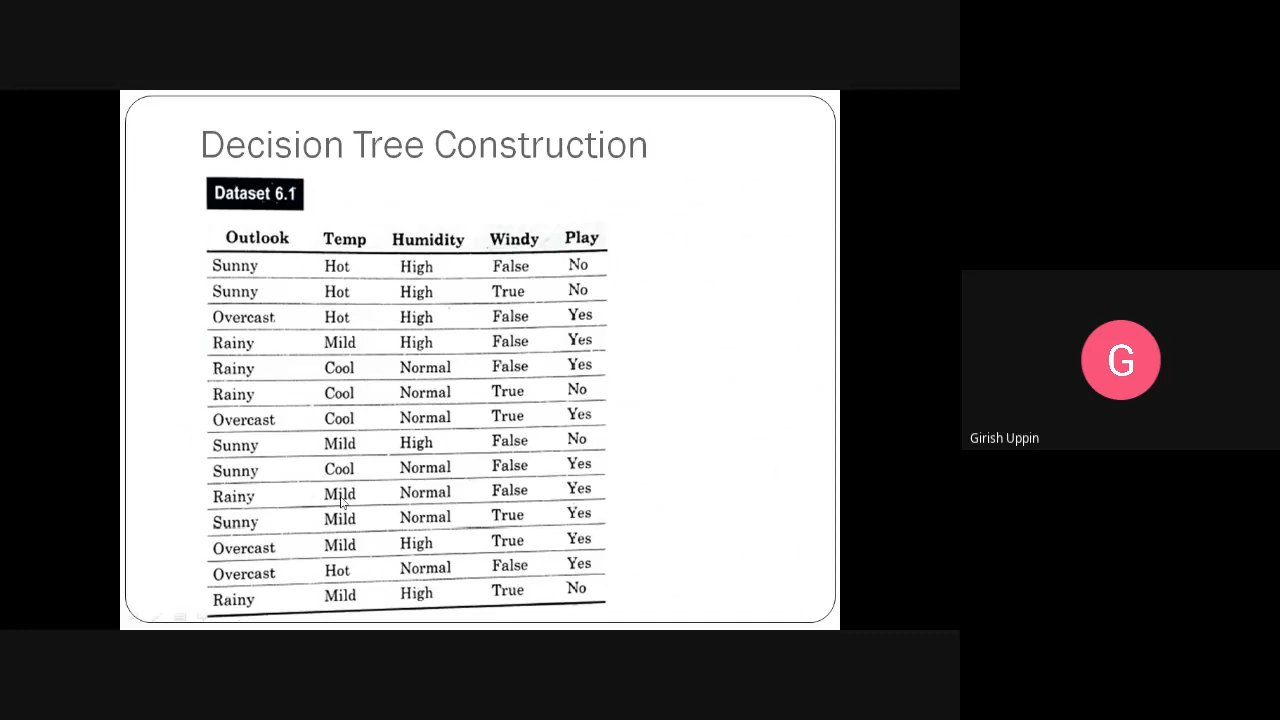 Decision Tree Construction
Dataset 6.1
Outlook Temp Humidity Windy Play
Sunny Hot High False No
Sunny Hot High True No
Overcast Hot High False Yes
Rainy Mild High False Yes
Rainy Cool Normal False Yes
Rainy Cool Normal True No
Overcast Cool Normal True Yes
Sunny Mild High False No
Sunny Cool Normal False Yes
Rainy Mild Normal False Yes
Sunny Mild Normal True Yes
Overcast Mild High True Yes
Overcast Hot Normal False Yes
Rainy Mild High True No
G
Girish Uppin